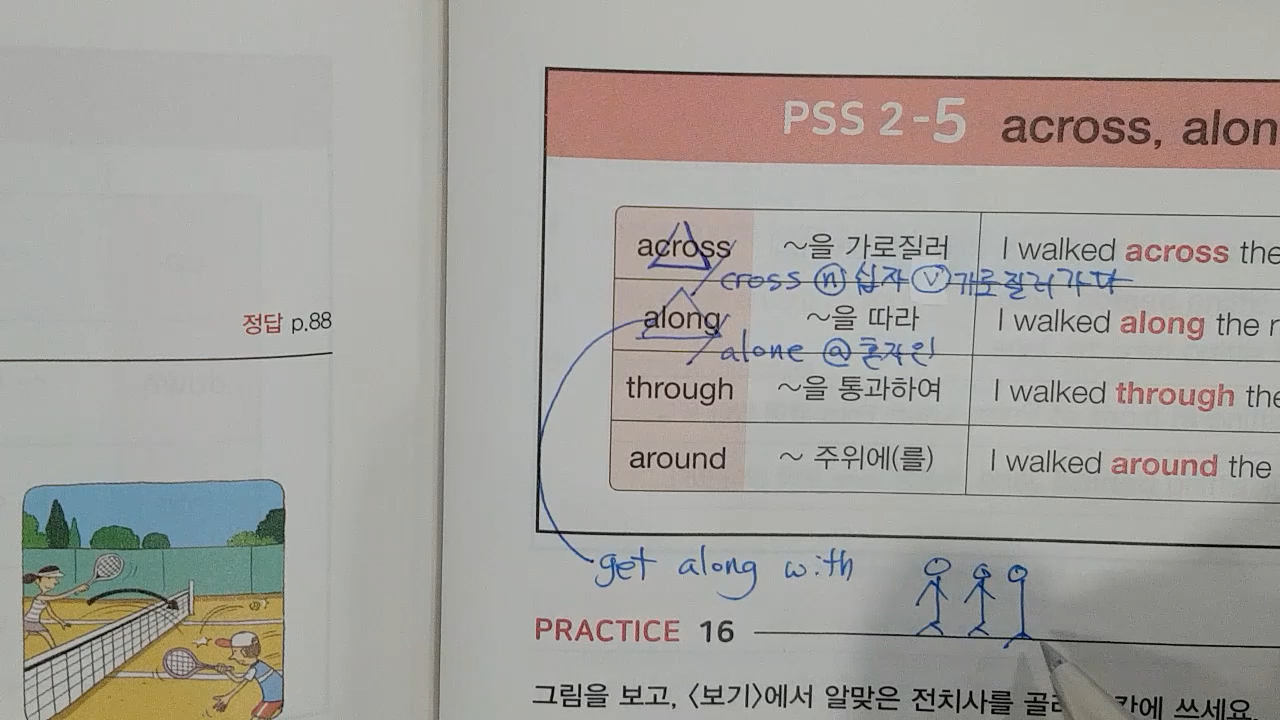 정답 p.88
PSS 2-5 across, alon
across ~을 가로질러 I walked across the
cross ⓝ 십자 ⓥ 가로질러가다
along ~을 따라 I walked along the r
alone ⓐ 혼자인
through ~을 통과하여 I walked through the
around ~ 주위에(를) I walked around the
get along with
PRACTICE 16
그림을 보고, 〈보기〉에서 알맞은 전치사를 쓰세요.